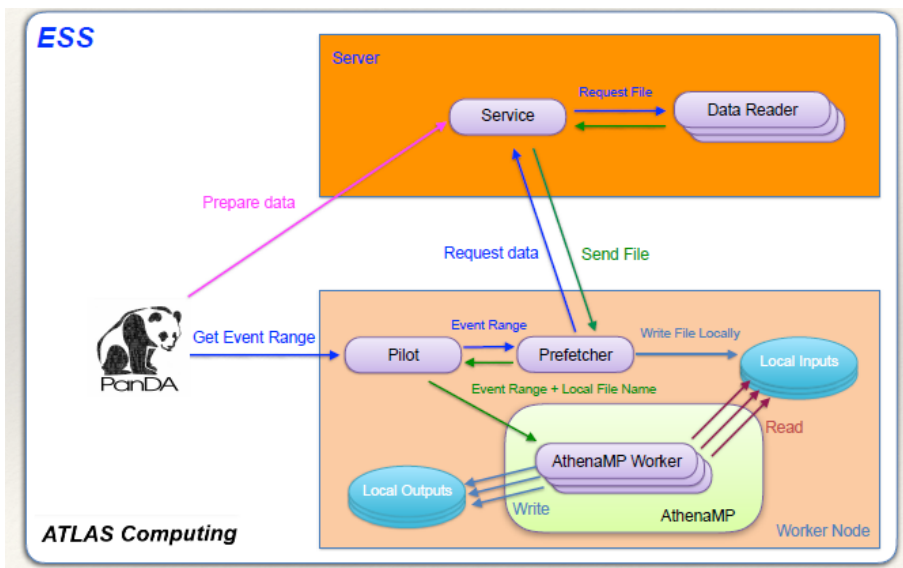 ESS
Server
Request File
Service
Data Reader
Prepare data
Request data
Send File
Get Event Range
Event Range
Write File Locally
Pilot
Prefetcher
Local Inputs
PanDA
Event Range + Local File Name
Read
AthenaMP Worker
Local Outputs
Write
AthenaMP
ATLAS Computing
Worker Node